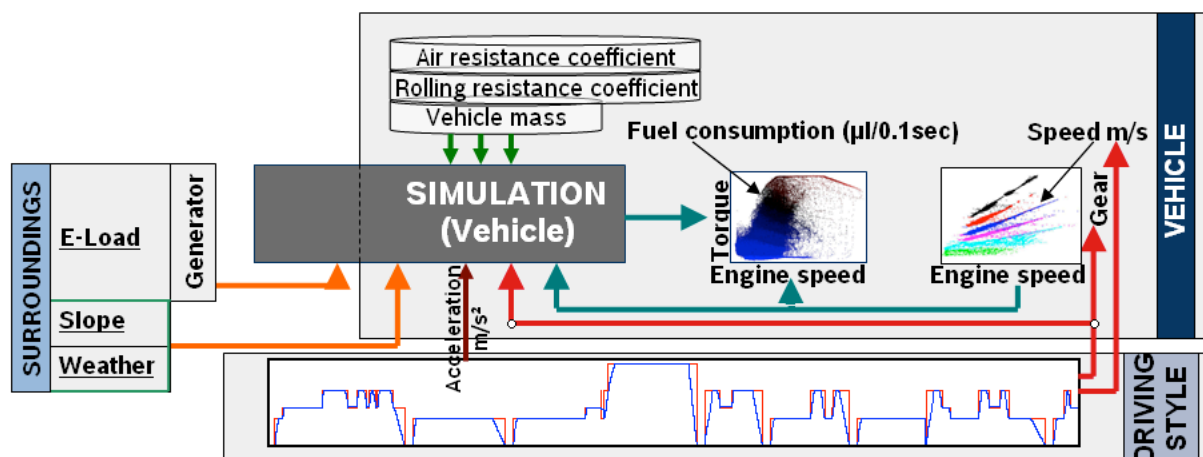 Air resistance coefficient
Rolling resistance coefficient
Vehicle mass
Fuel consumption (µl/0.1sec)
Speed m/s
VEHICLE
SURROUNDINGS
E-Load
Generator
Slope
Weather
SIMULATION
(Vehicle)
Torque
Engine speed
Gear
Engine speed
Acceleration
m/s²
DRIVING
STYLE